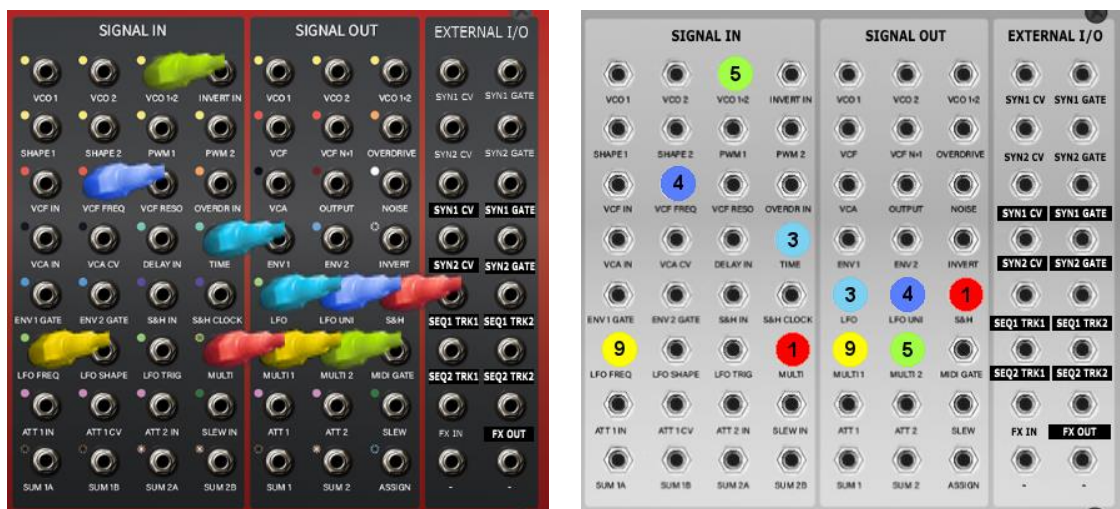 SIGNAL IN SIGNAL OUT EXTERNAL I/O
VCO 1 VCO 2 VCO 1+2 INVERT IN VCO 1 VCO 2 VCO 1+2 SYN1 CV SYN1 GATE
SHAPE 1 SHAPE 2 PWM 1 PWM 2 VCF VCF N+1 OVERDRIVE SYN2 CV SYN2 GATE
VCF IN VCF FREQ VCF RESO OVERDR IN VCA OUTPUT NOISE SYN1 CV SYN1 GATE
VCA IN VCA CV DELAY IN TIME ENV 1 ENV 2 INVERT SYN2 CV SYN2 GATE
ENV 1 GATE ENV 2 GATE S&H IN S&H CLOCK LFO LFO UNI S&H SEQ1 TRK1 SEQ1 TRK2
LFO FREQ LFO SHAPE LFO TRIG MULTI MULTI 1 MULTI 2 MIDI GATE SEQ2 TRK1 SEQ2 TRK2
ATT 1 IN ATT 1 CV ATT 2 IN SLEW IN ATT 1 ATT 2 SLEW FX IN FX OUT
SUM 1A SUM 1B SUM 2A SUM 2B SUM 1 SUM 2 ASSIGN - -
SIGNAL IN SIGNAL OUT EXTERNAL I/O
5
VCO 1 VCO 2 VCO 1+2 INVERT IN VCO 1 VCO 2 VCO 1+2 SYN1 CV SYN1 GATE
SHAPE 1 SHAPE 2 PWM 1 PWM 2 VCF VCF N+1 OVERDRIVE SYN2 CV SYN2 GATE
4
VCF IN VCF FREQ VCF RESO OVERDR IN VCA OUTPUT NOISE SYN1 CV SYN1 GATE
3
VCA IN VCA CV DELAY IN TIME ENV 1 ENV 2 INVERT SYN2 CV SYN2 GATE
3 4 1
ENV 1 GATE ENV 2 GATE S&H IN S&H CLOCK LFO LFO UNI S&H SEQ1 TRK1 SEQ1 TRK2
9 1 9 5
LFO FREQ LFO SHAPE LFO TRIG MULTI MULTI 1 MULTI 2 MIDI GATE SEQ2 TRK1 SEQ2 TRK2
ATT 1 IN ATT 1 CV ATT 2 IN SLEW IN ATT 1 ATT 2 SLEW FX IN FX OUT
SUM 1A SUM 1B SUM 2A SUM 2B SUM 1 SUM 2 ASSIGN - -